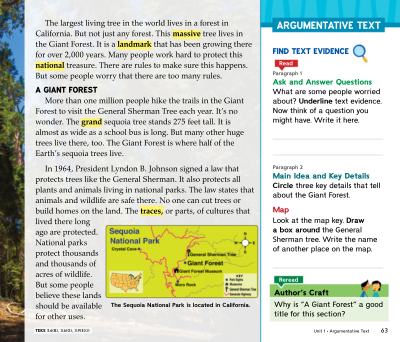 The largest living tree in the world lives in a forest in
California. But not just any forest. This massive tree lives in
the Giant Forest. It is a landmark that has been growing there
for over 2,000 years. Many people work hard to protect this
national treasure. There are rules to make sure this happens.
But some people worry that there are too many rules.
A GIANT FOREST
More than one million people hike the trails in the Giant
Forest to visit the General Sherman Tree each year. It's no
wonder. The grand sequoia tree stands 275 feet tall. It is
almost as wide as a school bus is long. But many other huge
trees live there, too. The Giant Forest is where half of the
Earth's sequoia trees live.
In 1964, President Lyndon B. Johnson signed a law that
protects trees like the General Sherman. It also protects all
plants and animals living in national parks. The law states that
animals and wildlife are safe there. No one can cut trees or
build homes on the land. The traces, or parts, of cultures that
lived there long
ago are protected.
National parks
protect thousands
and thousands of
acres of wildlife.
But some people
believe these lands
should be available
for other uses.
Sequoia
National Park
Crystal Cave
General Sherman Tree
Giant Forest
Giant Forest Museum
Moro Rock
KEY
The Sequoia National Park is located in California.
ARGUMENTATIVE TEXT
FIND TEXT EVIDENCE
Read
Paragraph 1
Ask and Answer Questions
What are some people worried
about? Underline text evidence.
Now think of a question you
might have. Write it here.
Paragraph 2
Main Idea and Key Details
Circle three key details that tell
about the Giant Forest.
Map
Look at the map key. Draw
a box around the General
Sherman tree. Write the name
of another place on the map.
Reread
Author's Craft
Why is "A Giant Forest" a good
title for this section?
Unit 1 - Argumentative Text 63